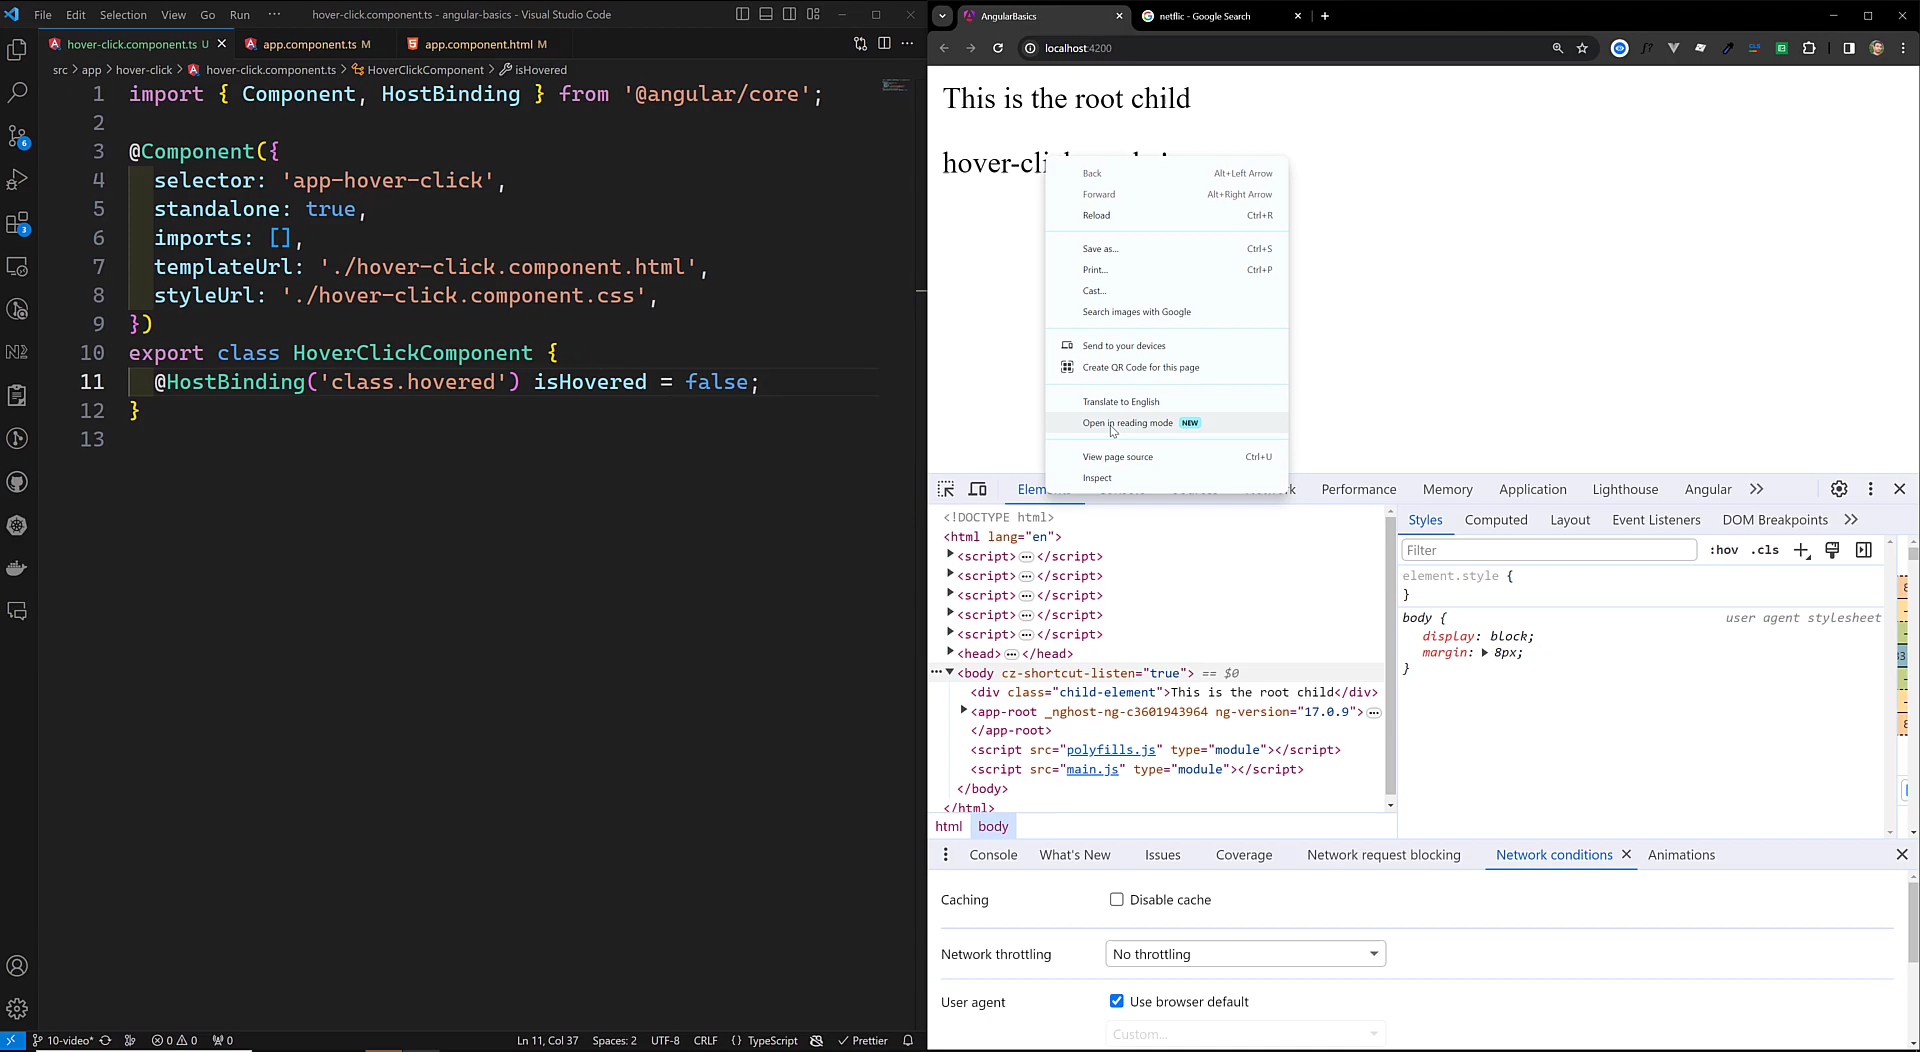 File Edit Selection View Go Run ··· hover-click.component.ts - angular-basics - Visual Studio Code
hover-click.component.ts U app.component.ts M app.component.html M
src > app > hover-click > hover-click.component.ts > HoverClickComponent > isHovered
1 import { Component, HostBinding } from '@angular/core';
2
3 @Component({
4 selector: 'app-hover-click',
5 standalone: true,
6 imports: [],
7 templateUrl: './hover-click.component.html',
8 styleUrl: './hover-click.component.css',
9 })
10 export class HoverClickComponent {
11 @HostBinding('class.hovered') isHovered = false;
12 }
13
6
3
10-video* 0 0 0 Ln 11, Col 37 Spaces: 2 UTF-8 CRLF {} TypeScript Prettier
AngularBasics netflic - Google Search
localhost:4200
This is the root child
hover-cli
Back Alt+Left Arrow
Forward Alt+Right Arrow
Reload Ctrl+R
Save as... Ctrl+S
Print... Ctrl+P
Cast...
Search images with Google
Send to your devices
Create QR Code for this page
Translate to English
Open in reading mode NEW
View page source Ctrl+U
Inspect
Elements Performance Memory Application Lighthouse Angular
<!DOCTYPE html>
<html lang="en">
<script>···</script>
<script>···</script>
<script>···</script>
<script>···</script>
<script>···</script>
<head>···</head>
<body cz-shortcut-listen="true"> == $0
<div class="child-element">This is the root child</div>
<app-root _nghost-ng-c3601943964 ng-version="17.0.9">···
</app-root>
<script src="polyfills.js" type="module"></script>
<script src="main.js" type="module"></script>
</body>
</html>
html body
Styles Computed Layout Event Listeners DOM Breakpoints
Filter :hov .cls
element.style {
}
body { user agent stylesheet
display: block;
margin: 8px;
}
Console What's New Issues Coverage Network request blocking Network conditions Animations
Caching Disable cache
Network throttling No throttling
User agent Use browser default
Custom...